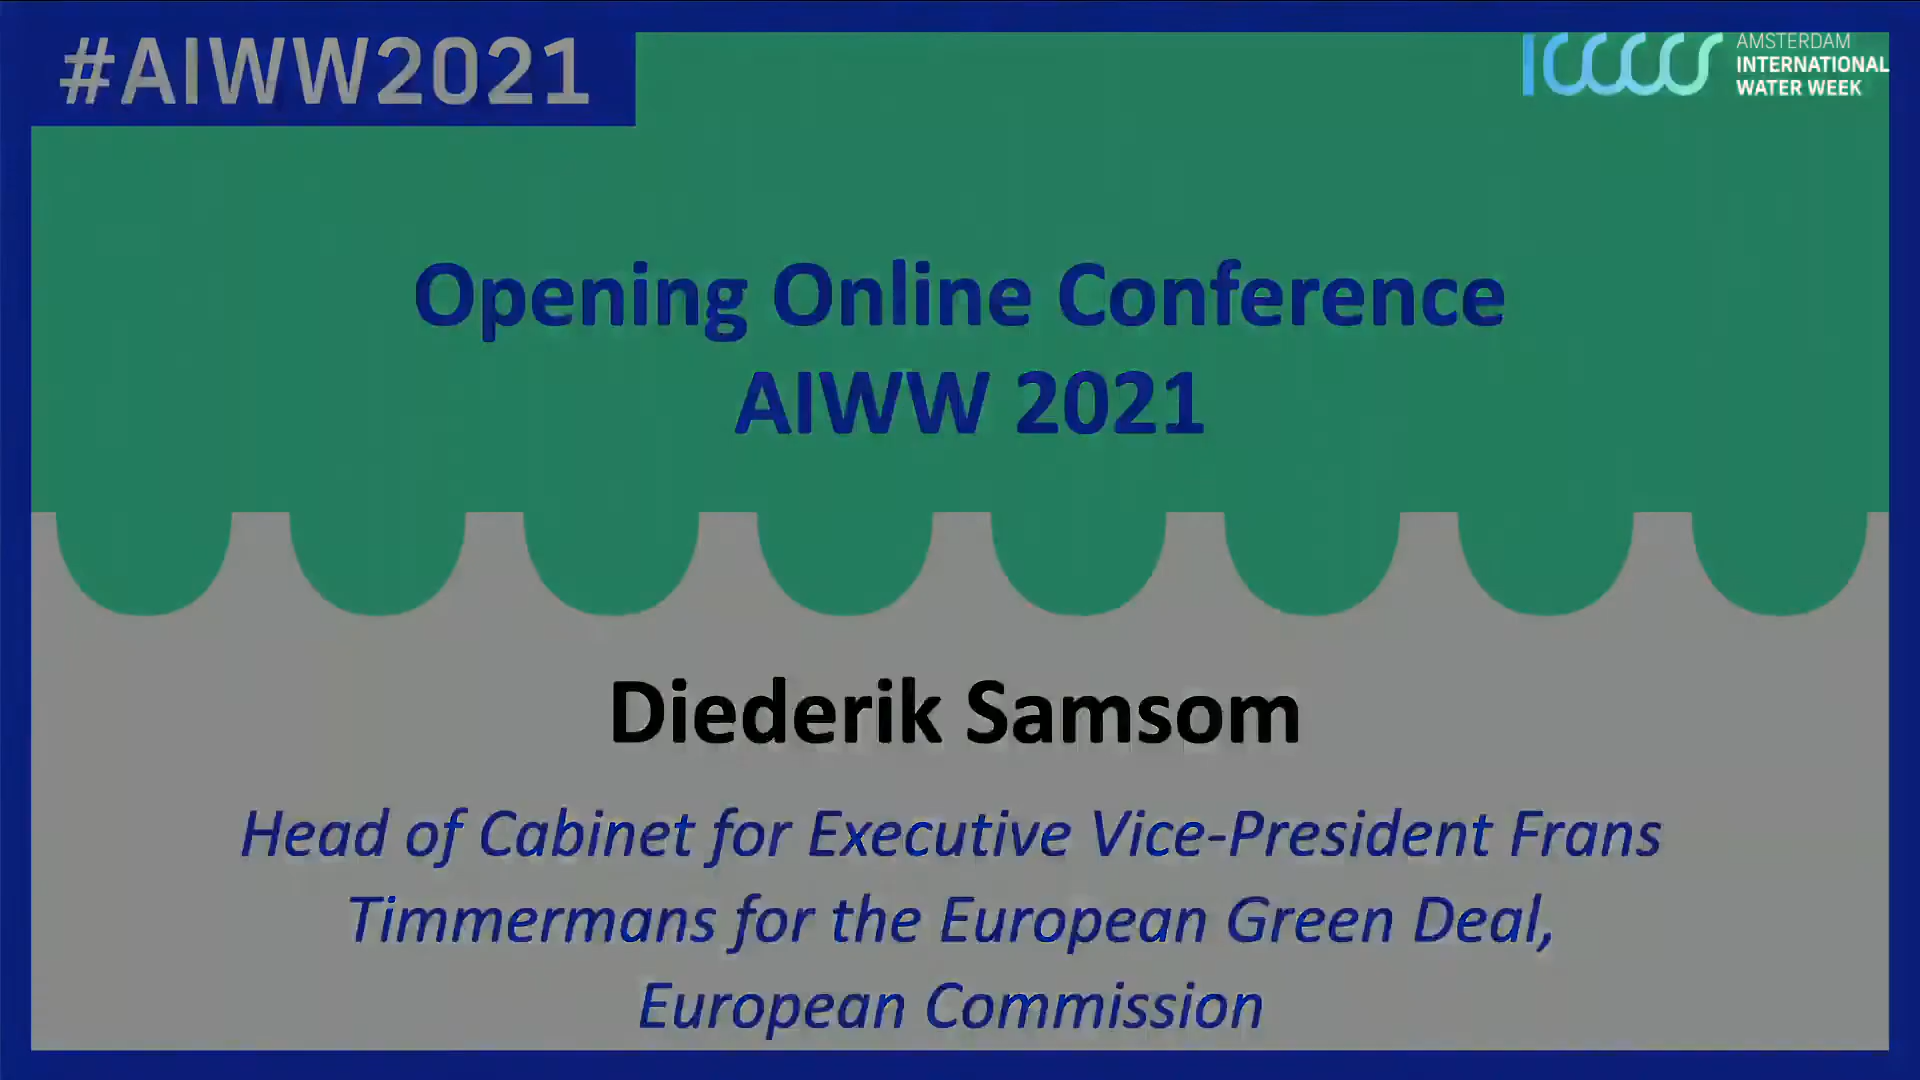 #AIWW2021
AMSTERDAM
INTERNATIONAL
WATER WEEK
Opening Online Conference
AIWW 2021
Diederik Samsom
Head of Cabinet for Executive Vice-President Frans
Timmermans for the European Green Deal,
European Commission